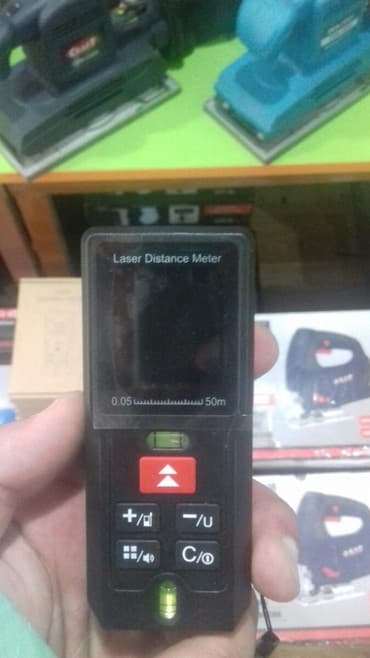 Laser Distance Meter
0.05 50m
+/ -/U
C/